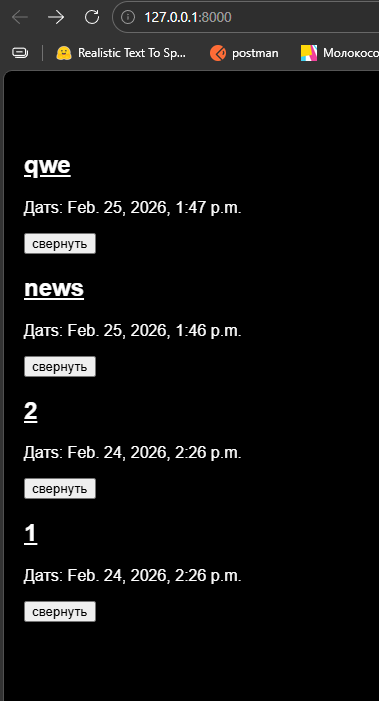 127.0.0.1:8000
Realistic Text To Sp... postman Молокосо
qwe
Датs: Feb. 25, 2026, 1:47 p.m.
свернуть
news
Датs: Feb. 25, 2026, 1:46 p.m.
свернуть
2
Датs: Feb. 24, 2026, 2:26 p.m.
свернуть
1
Датs: Feb. 24, 2026, 2:26 p.m.
свернуть